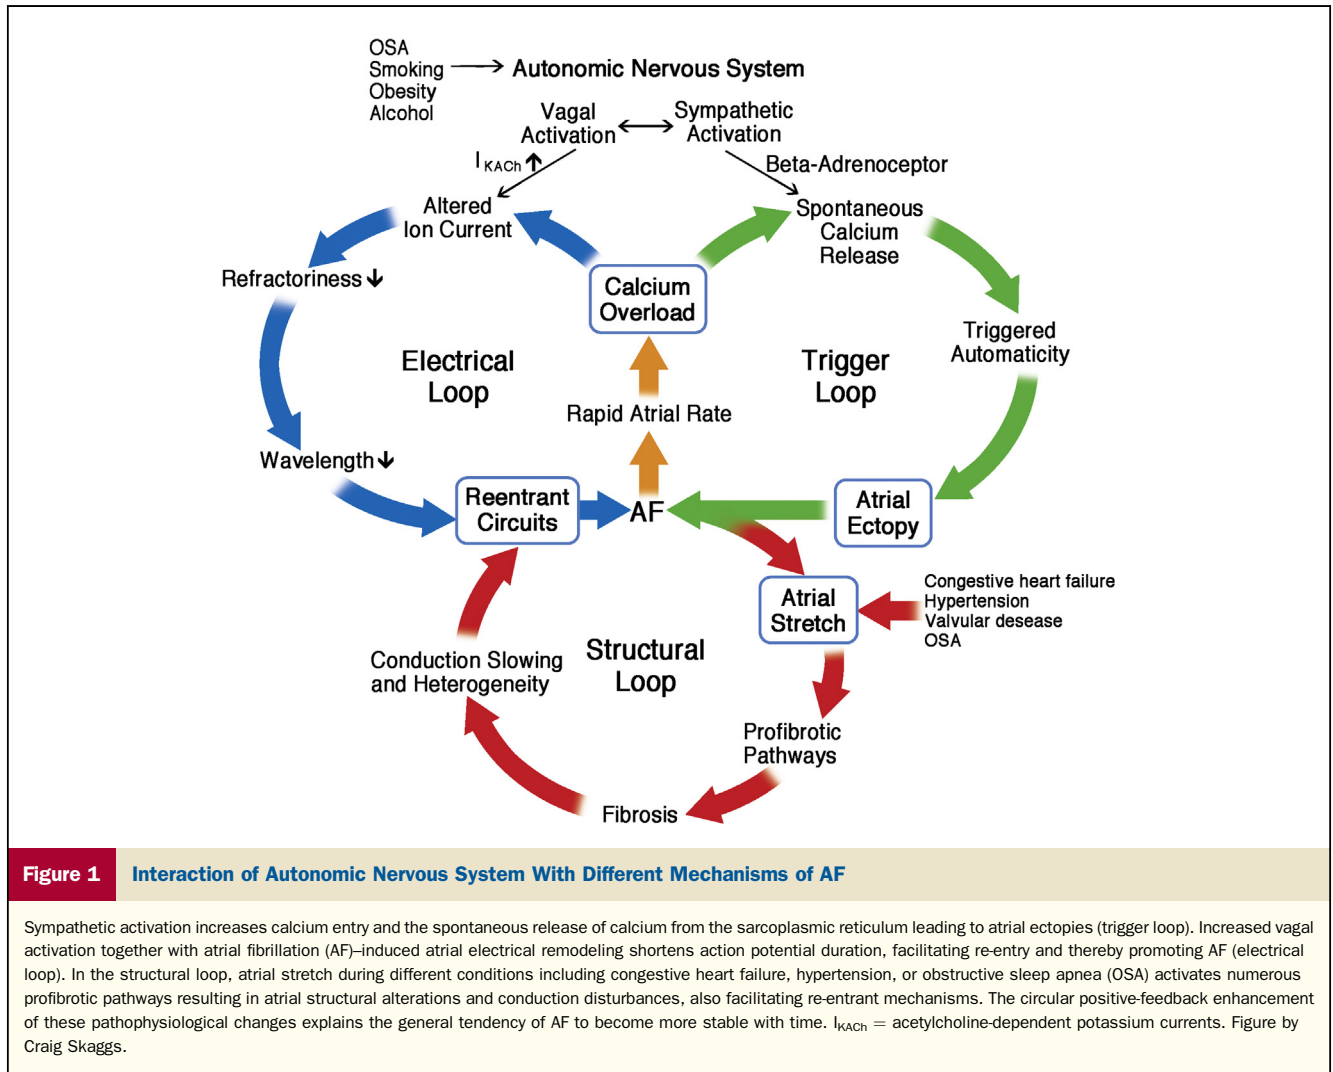 OSA
Smoking
Obesity
Alcohol
Autonomic Nervous System
Vagal
Activation
Sympathetic
Activation
I KACh ↑
Beta-Adrenoceptor
Altered
Ion Current
Spontaneous
Calcium
Release
Refractoriness ↓
Calcium
Overload
Triggered
Automaticity
Electrical
Loop
Trigger
Loop
Rapid Atrial Rate
Wavelength ↓
Reentrant
Circuits
AF
Atrial
Ectopy
Atrial
Stretch
Congestive heart failure
Hypertension
Valvular desease
OSA
Structural
Loop
Conduction Slowing
and Heterogeneity
Profibrotic
Pathways
Fibrosis
Figure 1 Interaction of Autonomic Nervous System With Different Mechanisms of AF
Sympathetic activation increases calcium entry and the spontaneous release of calcium from the sarcoplasmic reticulum leading to atrial ectopies (trigger loop). Increased vagal
activation together with atrial fibrillation (AF)–induced atrial electrical remodeling shortens action potential duration, facilitating re-entry and thereby promoting AF (electrical
loop). In the structural loop, atrial stretch during different conditions including congestive heart failure, hypertension, or obstructive sleep apnea (OSA) activates numerous
profibrotic pathways resulting in atrial structural alterations and conduction disturbances, also facilitating re-entrant mechanisms. The circular positive-feedback enhancement
of these pathophysiological changes explains the general tendency of AF to become more stable with time. IKACh = acetylcholine-dependent potassium currents. Figure by
Craig Skaggs.